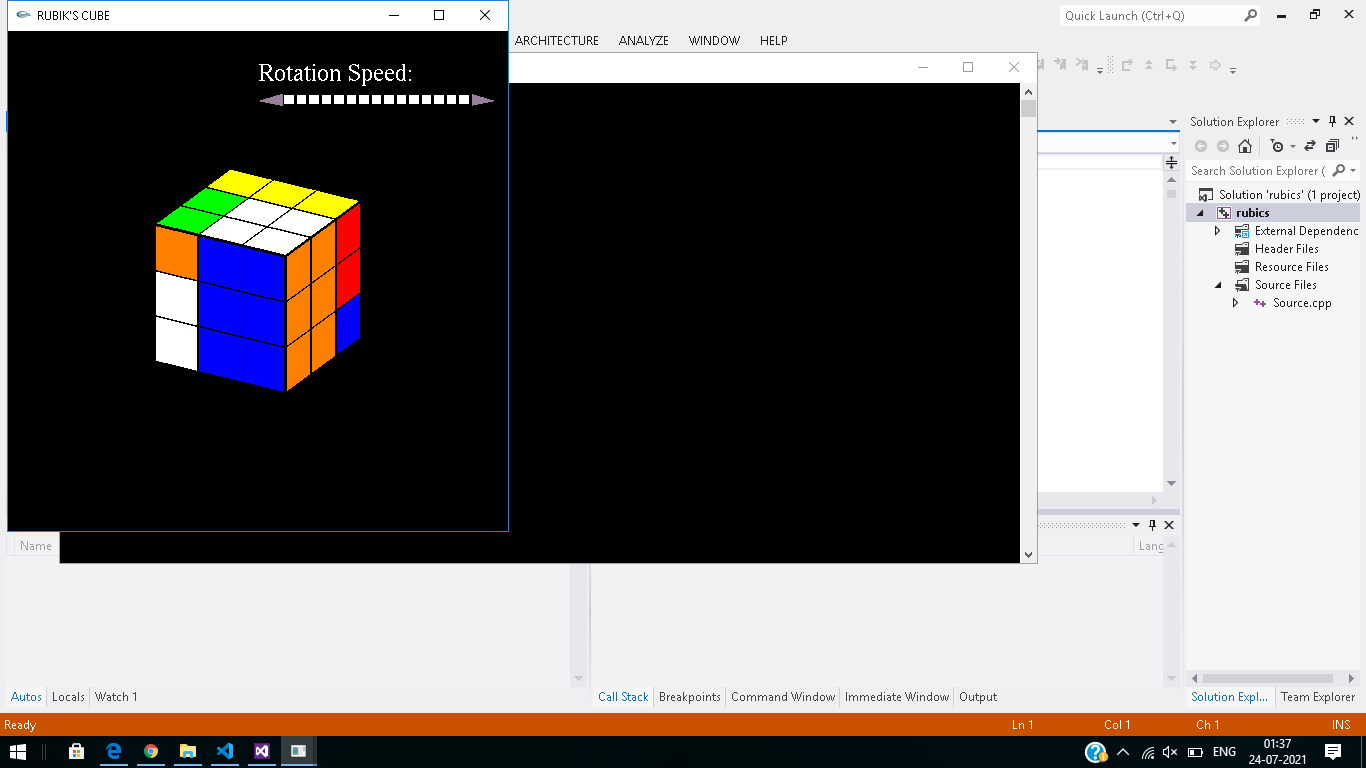 RUBIK'S CUBE
Quick Launch (Ctrl+Q)
ARCHITECTURE ANALYZE WINDOW HELP
Rotation Speed:
Solution Explorer
Search Solution Explorer (
Solution 'rubics' (1 project)
rubics
External Dependenc
Header Files
Resource Files
Source Files
Source.cpp
Name
Lang
Autos Locals Watch 1
Call Stack Breakpoints Command Window Immediate Window Output
Solution Expl... Team Explorer
Ready Ln 1 Col 1 Ch 1 INS
ENG
01:37
24-07-2021